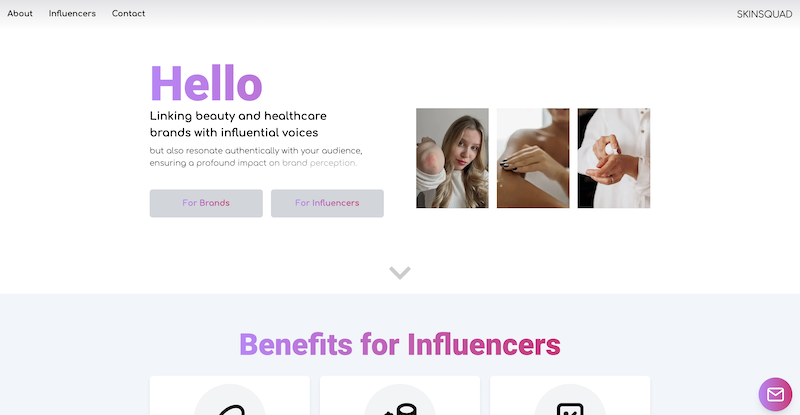 About Influencers Contact SKINSQUAD
Hello
Linking beauty and healthcare
brands with influential voices
but also resonate authentically with your audience,
ensuring a profound impact on brand perception.
For Brands For Influencers
Benefits for Influencers